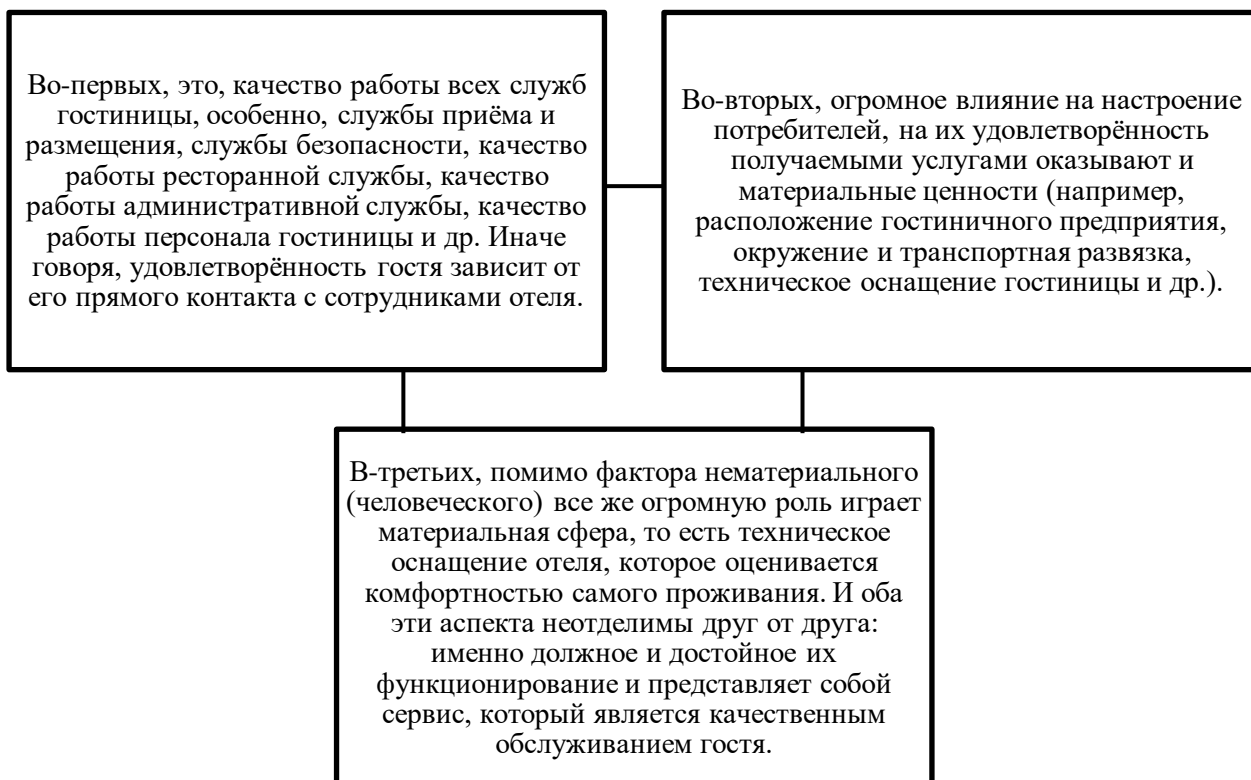 Во-первых, это, качество работы всех служб
гостиницы, особенно, службы приёма и
размещения, службы безопасности, качество
работы ресторанной службы, качество
работы административной службы, качество
работы персонала гостиницы и др. Иначе
говоря, удовлетворённость гостя зависит от
его прямого контакта с сотрудниками отеля.
Во-вторых, огромное влияние на настроение
потребителей, на их удовлетворённость
получаемыми услугами оказывают и
материальные ценности (например,
расположение гостиничного предприятия,
окружение и транспортная развязка,
техническое оснащение гостиницы и др.).
В-третьих, помимо фактора нематериального
(человеческого) все же огромную роль играет
материальная сфера, то есть техническое
оснащение отеля, которое оценивается
комфортностью самого проживания. И оба
эти аспекта неотделимы друг от друга:
именно должное и достойное их
функционирование и представляет собой
сервис, который является качественным
обслуживанием гостя.